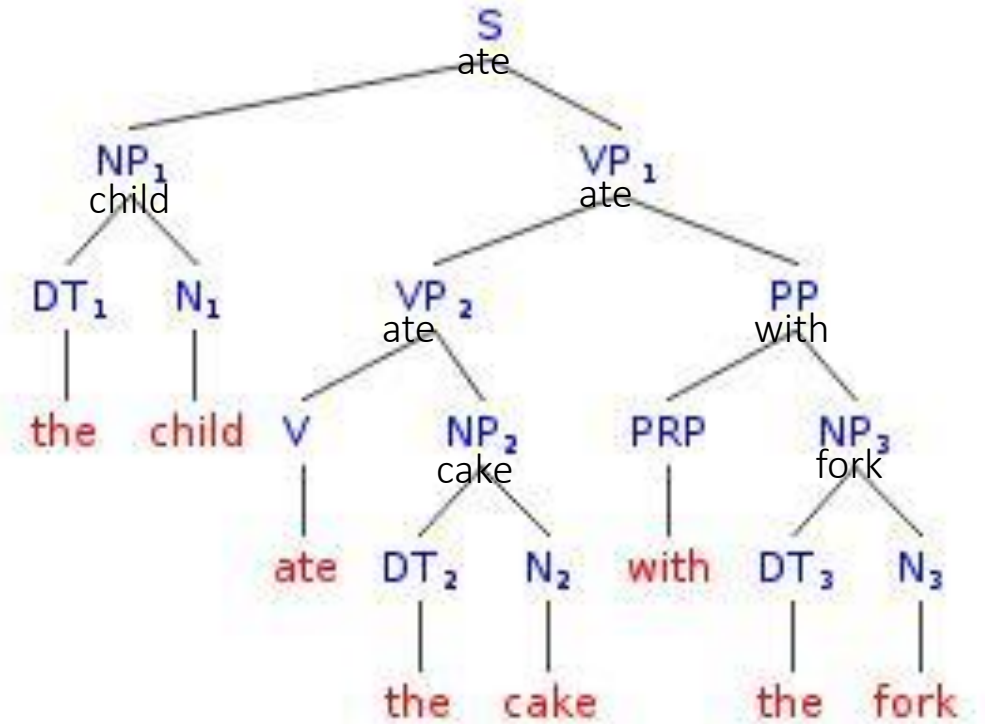 S
ate
NP₁ VP₁
child ate
DT₁ N₁ VP₂ PP
ate with
the child V NP₂ PRP NP₃
cake fork
ate DT₂ N₂ with DT₃ N₃
the cake the fork